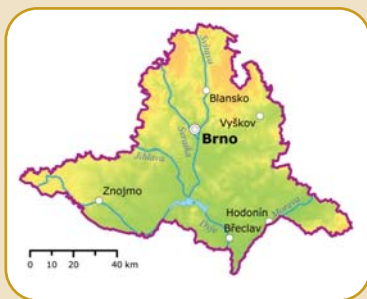 Svitava
Blansko
Vyškov
Svratka
Brno
Jihlava
Znojmo
Hodonín
Morava
Dyje
Břeclav
0 10 20 40 km